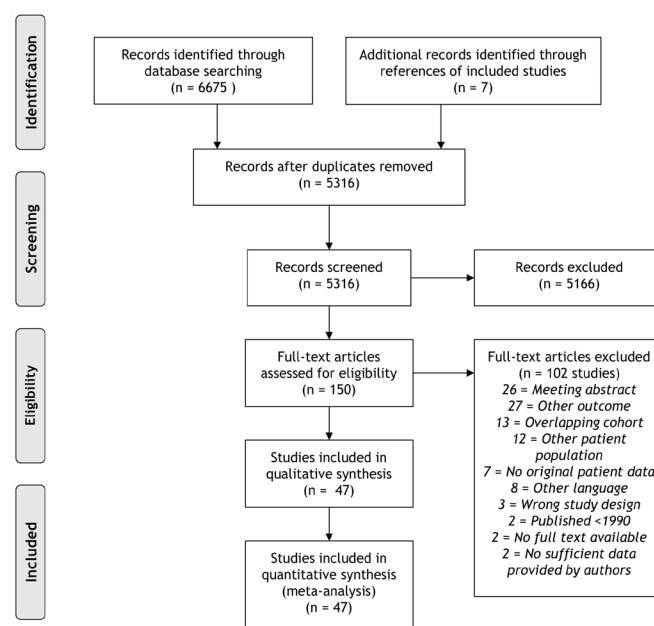 Identification
Records identified through
database searching
(n = 6675 )
Additional records identified through
references of included studies
(n = 7)
Records after duplicates removed
(n = 5316)
Screening
Records screened
(n = 5316)
Records excluded
(n = 5166)
Eligibility
Full-text articles
assessed for eligibility
(n = 150)
Full-text articles excluded
(n = 102 studies)
26 = Meeting abstract
27 = Other outcome
13 = Overlapping cohort
12 = Other patient
population
7 = No original patient data
8 = Other language
3 = Wrong study design
2 = Published <1990
2 = No full text available
2 = No sufficient data
provided by authors
Studies included in
qualitative synthesis
(n = 47)
Included
Studies included in
quantitative synthesis
(meta-analysis)
(n = 47)